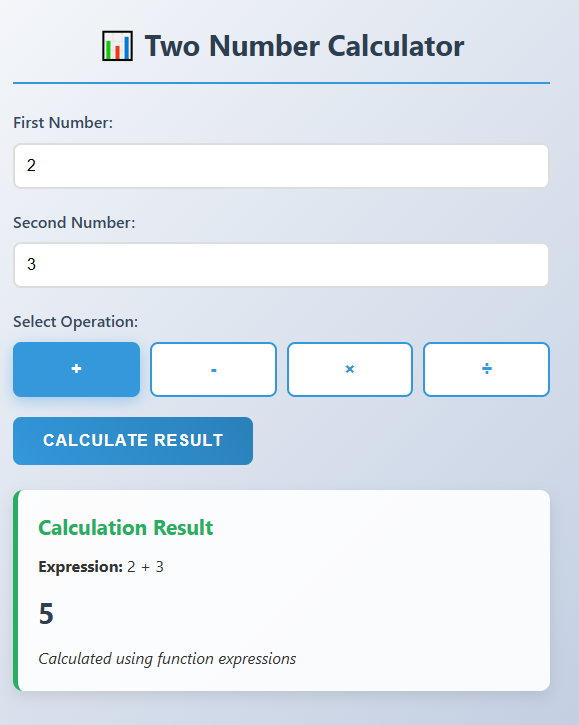 Two Number Calculator
First Number:
2
Second Number:
3
Select Operation:
+ - × ÷
CALCULATE RESULT
Calculation Result
Expression: 2 + 3
5
Calculated using function expressions